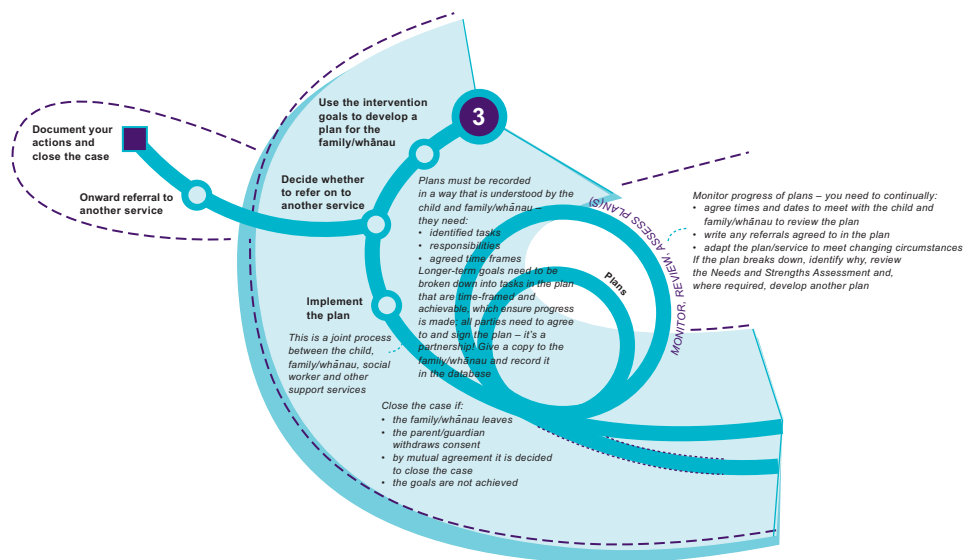 3
Use the intervention
goals to develop a
plan for the
family/whānau
Document your
actions and
close the case
Onward referral to
another service
Decide whether
to refer on to
another service
Plans must be recorded
in a way that is understood by the
child and family/whānau –
they need:
• identified tasks
• responsibilities
• agreed time frames
Longer-term goals need to be
broken down into tasks in the plan
that are time-framed and
achievable, which ensure progress
is made; all parties need to agree
to and sign the plan – it's a
partnership! Give a copy to the
family/whānau and record it
in the database
MONITOR, REVIEW, ASSESS PLAN(S)
Plans
Monitor progress of plans – you need to continually:
• agree times and dates to meet with the child and
family/whānau to review the plan
• write any referrals agreed to in the plan
• adapt the plan/service to meet changing circumstances
If the plan breaks down, identify why, review
the Needs and Strengths Assessment and,
where required, develop another plan
Implement
the plan
This is a joint process
between the child,
family/whānau, social
worker and other
support services
Close the case if:
• the family/whānau leaves
• the parent/guardian
withdraws consent
• by mutual agreement it is decided
to close the case
• the goals are not achieved